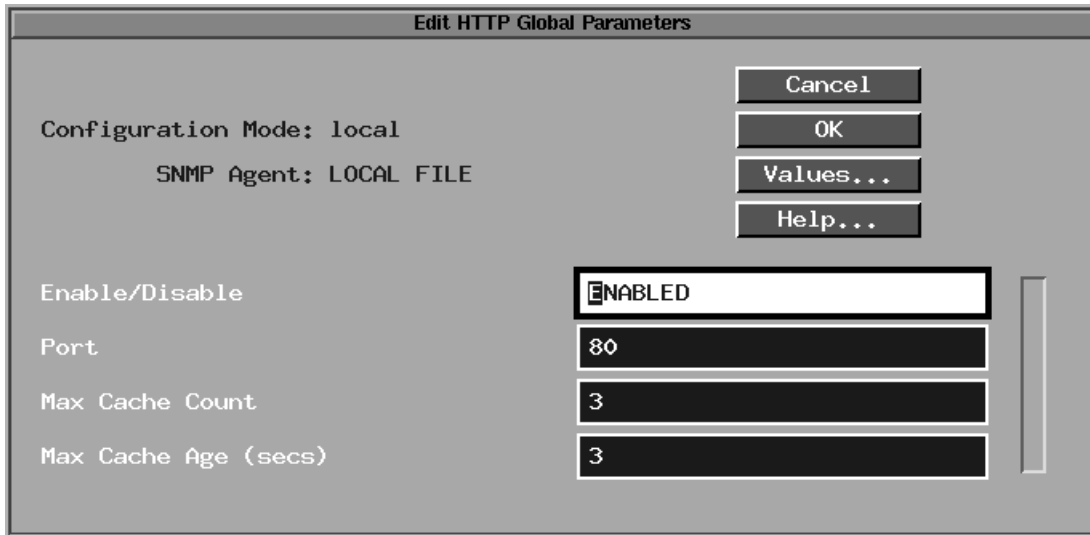 Edit HTTP Global Parameters
Cancel
Configuration Mode: local
OK
SNMP Agent: LOCAL FILE
Values...
Help...
Enable/Disable
ENABLED
Port
80
Max Cache Count
3
Max Cache Age (secs)
3